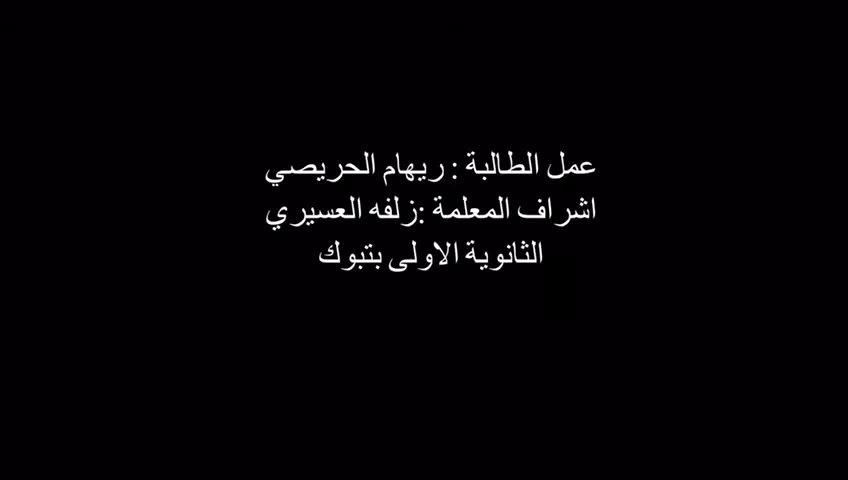 عمل الطالبة : ريهام الحريصي
اشراف المعلمة :زلفه العسيري
الثانوية الاولى بتبوك